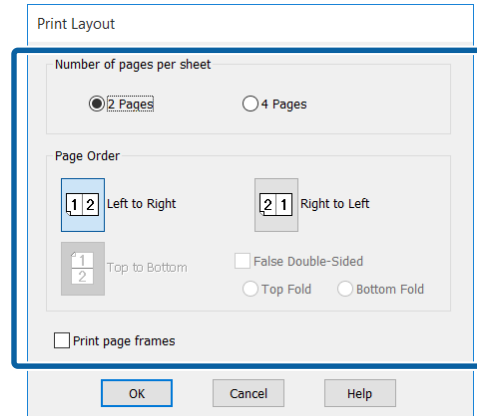 Print Layout
Number of pages per sheet
2 Pages
4 Pages
Page Order
1 2 Left to Right
2 1 Right to Left
1
2
Top to Bottom
False Double-Sided
Top Fold
Bottom Fold
Print page frames
OK
Cancel
Help